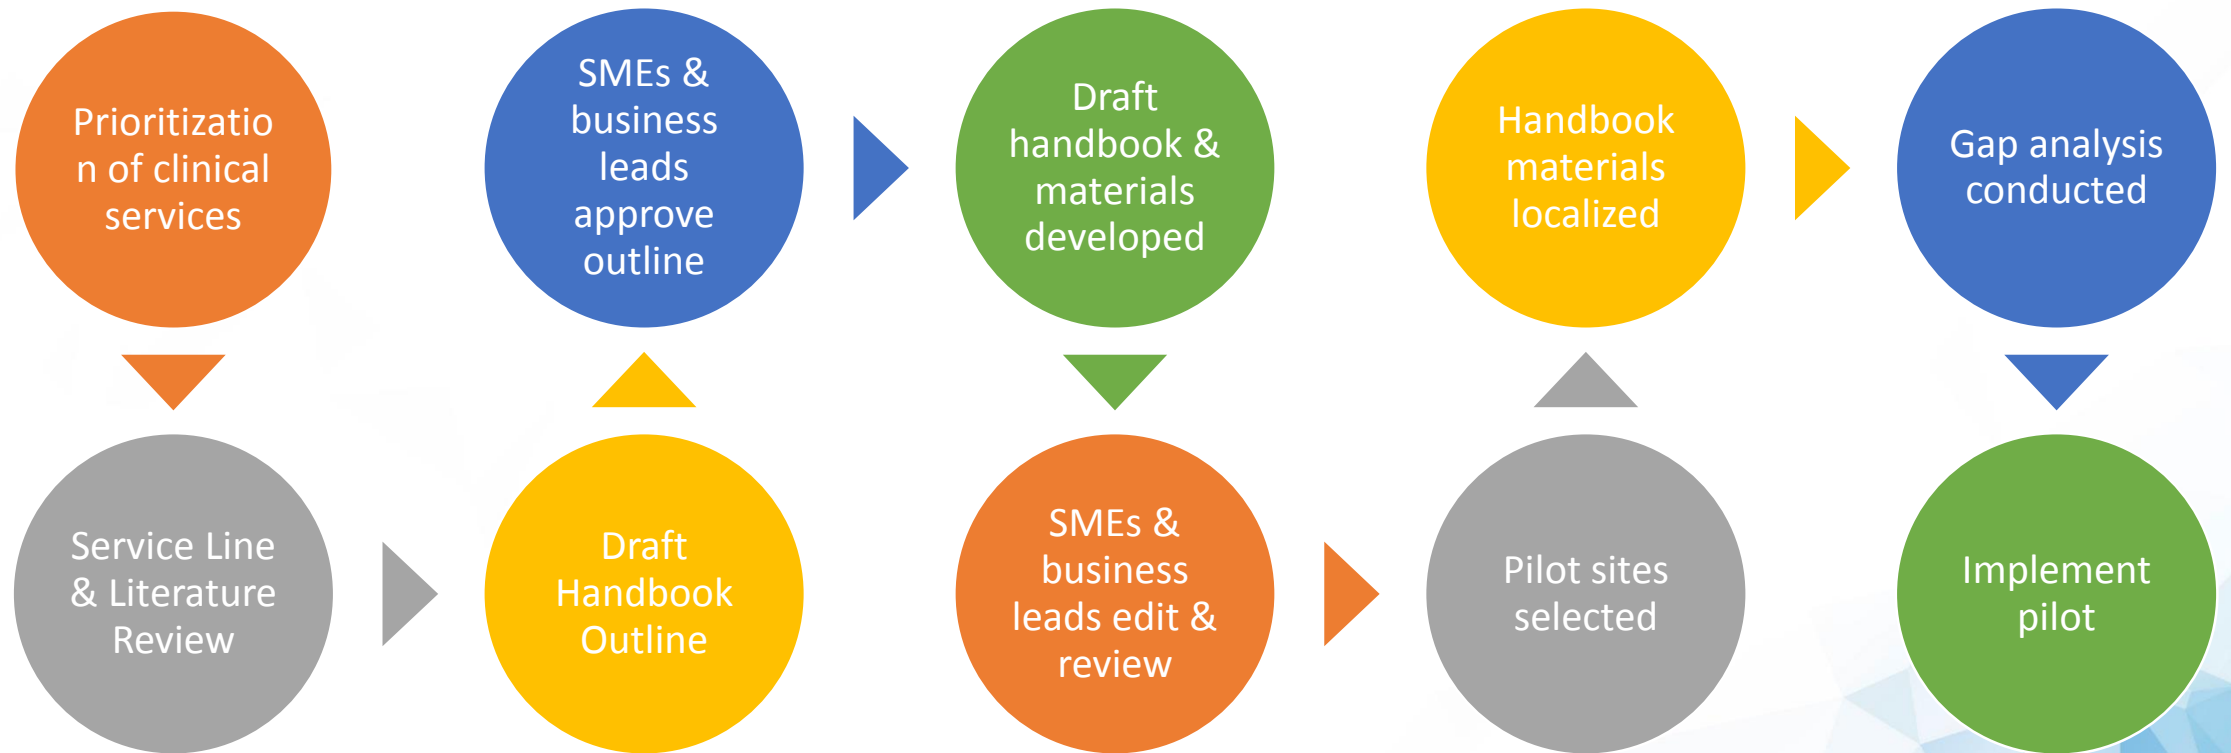 Prioritizatio
n of clinical
services
Service Line
& Literature
Review
Draft
Handbook
Outline
SMEs &
business
leads
approve
outline
Draft
handbook &
materials
developed
SMEs &
business
leads edit &
review
Pilot sites
selected
Handbook
materials
localized
Gap analysis
conducted
Implement
pilot